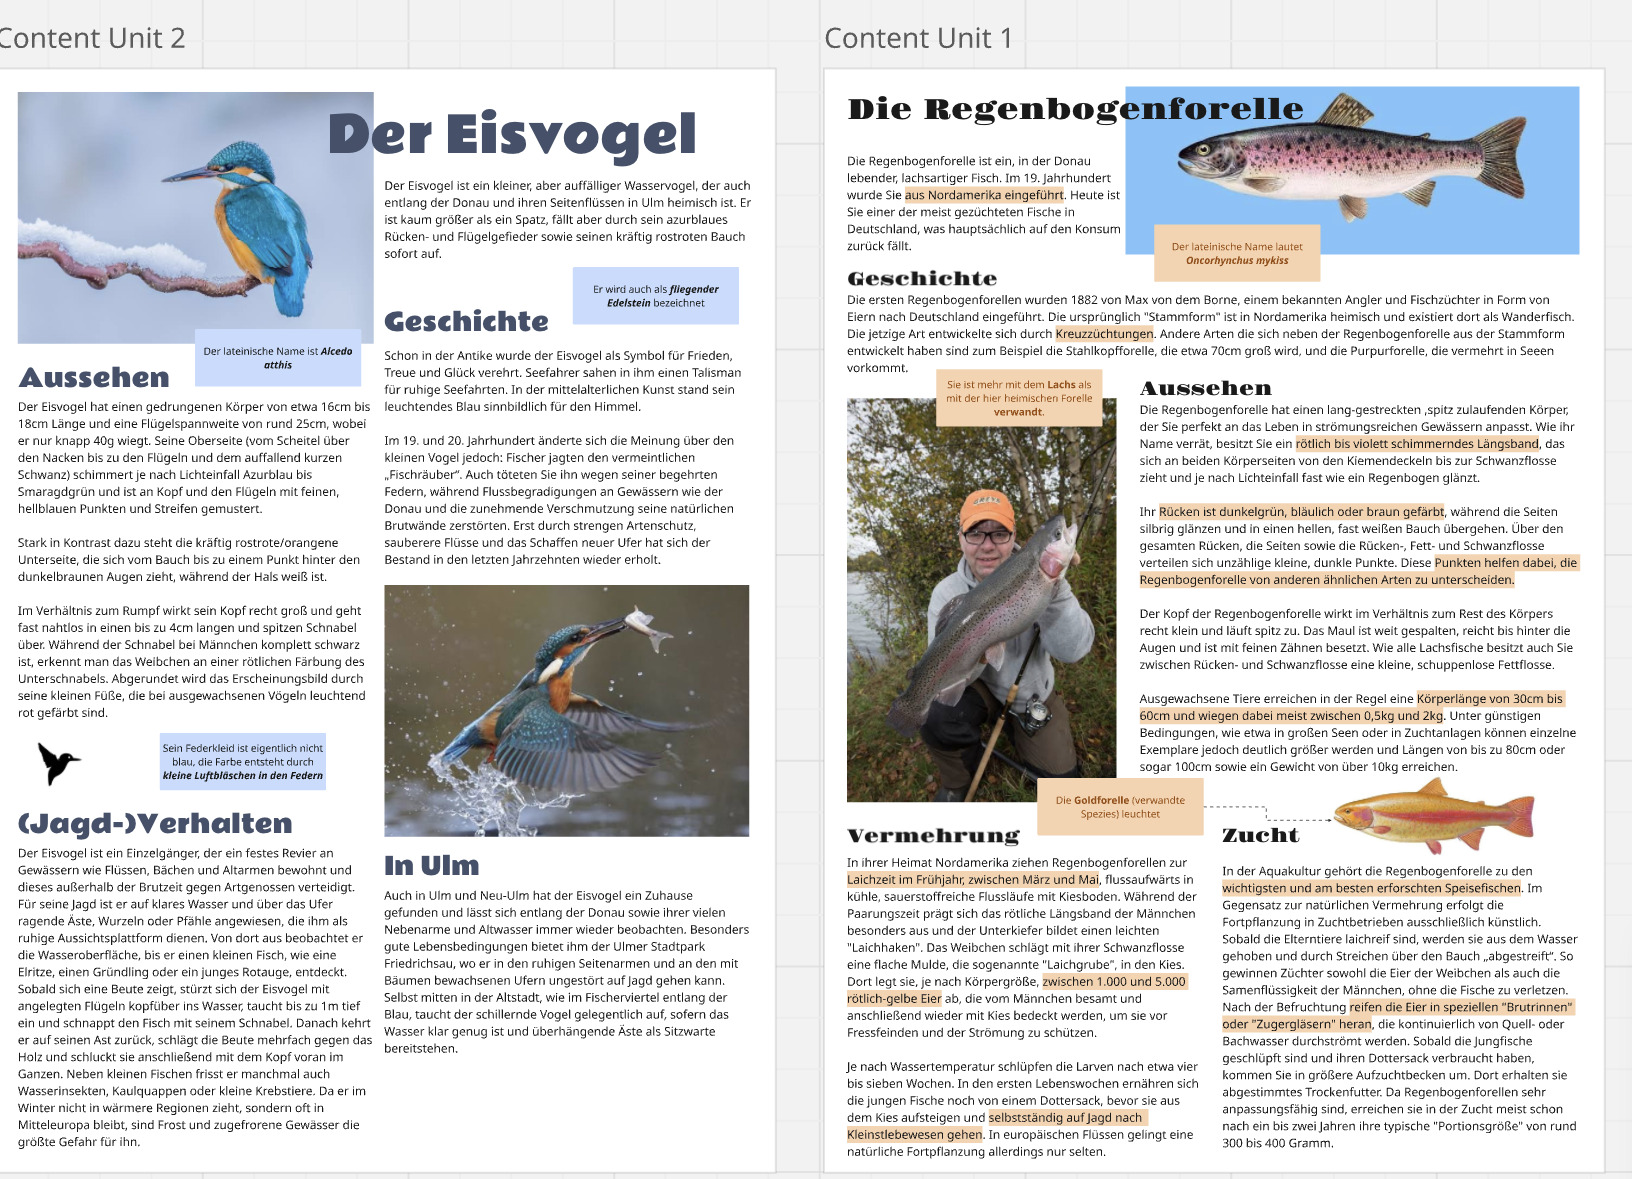 Content Unit 2
Der Eisvogel
Der Eisvogel ist ein kleiner, aber auffälliger Wasservogel, der auch
entlang der Donau und ihren Seitenflüssen in Ulm heimisch ist. Er
ist kaum größer als ein Spatz, fällt aber durch sein azurblaues
Rücken- und Flügelgefieder sowie seinen kräftig rostroten Bauch
sofort auf.
Er wird auch als fliegender
Edelstein bezeichnet
Der lateinische Name ist Alcedo
atthis
Aussehen
Der Eisvogel hat einen gedrungenen Körper von etwa 16cm bis
18cm Länge und eine Flügelspannweite von rund 25cm, wobei
er nur knapp 40g wiegt. Seine Oberseite (vom Scheitel über
den Nacken bis zu den Flügeln und dem auffallend kurzen
Schwanz) schimmert je nach Lichteinfall Azurblau bis
Smaragdgrün und ist an Kopf und den Flügeln mit feinen,
hellblauen Punkten und Streifen gemustert.
Stark in Kontrast dazu steht die kräftig rostrote/orangene
Unterseite, die sich vom Bauch bis zu einem Punkt hinter den
dunkelbraunen Augen zieht, während der Hals weiß ist.
Im Verhältnis zum Rumpf wirkt sein Kopf recht groß und geht
fast nahtlos in einen bis zu 4cm langen und spitzen Schnabel
über. Während der Schnabel bei Männchen komplett schwarz
ist, erkennt man das Weibchen an einer rötlichen Färbung des
Unterschnabels. Abgerundet wird das Erscheinungsbild durch
seine kleinen Füße, die bei ausgewachsenen Vögeln leuchtend
rot gefärbt sind.
Sein Federkleid ist eigentlich nicht
blau, die Farbe entsteht durch
kleine Luftbläschen in den Federn
(Jagd-)Verhalten
Der Eisvogel ist ein Einzelgänger, der ein festes Revier an
Gewässern wie Flüssen, Bächen und Altarmen bewohnt und
dieses außerhalb der Brutzeit gegen Artgenossen verteidigt.
Für seine Jagd ist er auf klares Wasser und über das Ufer
ragende Äste, Wurzeln oder Pfähle angewiesen, die ihm als
ruhige Aussichtsplattform dienen. Von dort aus beobachtet er
die Wasseroberfläche, bis er einen kleinen Fisch, wie eine
Elritze, einen Gründling oder ein junges Rotauge, entdeckt.
Sobald sich eine Beute zeigt, stürzt sich der Eisvogel mit
angelegten Flügeln kopfüber ins Wasser, taucht bis zu 1m tief
ein und schnappt den Fisch mit seinem Schnabel. Danach kehrt
er auf seinen Ast zurück, schlägt die Beute mehrfach gegen das
Holz und schluckt sie anschließend mit dem Kopf voran im
Ganzen. Neben kleinen Fischen frisst er manchmal auch
Wasserinsekten, Kaulquappen oder kleine Krebstiere. Da er im
Winter nicht in wärmere Regionen zieht, sondern oft in
Mitteleuropa bleibt, sind Frost und zugefrorene Gewässer die
größte Gefahr für ihn.
Geschichte
Schon in der Antike wurde der Eisvogel als Symbol für Frieden,
Treue und Glück verehrt. Seefahrer sahen in ihm einen Talisman
für ruhige Seefahrten. In der mittelalterlichen Kunst stand sein
leuchtendes Blau sinnbildlich für den Himmel.
Im 19. und 20. Jahrhundert änderte sich die Meinung über den
kleinen Vogel jedoch: Fischer jagten den vermeintlichen
„Fischräuber“. Auch töteten Sie ihn wegen seiner begehrten
Federn, während Flussbegradigungen an Gewässern wie der
Donau und die zunehmende Verschmutzung seine natürlichen
Brutwände zerstörten. Erst durch strengen Artenschutz,
sauberere Flüsse und das Schaffen neuer Ufer hat sich der
Bestand in den letzten Jahrzehnten wieder erholt.
In Ulm
Auch in Ulm und Neu-Ulm hat der Eisvogel ein Zuhause
gefunden und lässt sich entlang der Donau sowie ihrer vielen
Nebenarme und Altwasser immer wieder beobachten. Besonders
gute Lebensbedingungen bietet ihm der Ulmer Stadtpark
Friedrichsau, wo er in den ruhigen Seitenarmen und an den mit
Bäumen bewachsenen Ufern ungestört auf Jagd gehen kann.
Selbst mitten in der Altstadt, wie im Fischerviertel entlang der
Blau, taucht der schillernde Vogel gelegentlich auf, sofern das
Wasser klar genug ist und überhängende Äste als Sitzwarte
bereitstehen.
Content Unit 1
Die Regenbogenforelle
Die Regenbogenforelle ist ein, in der Donau
lebender, lachsartiger Fisch. Im 19. Jahrhundert
wurde Sie aus Nordamerika eingeführt. Heute ist
Sie einer der meist gezüchteten Fische in
Deutschland, was hauptsächlich auf den Konsum
zurück fällt.
Der lateinische Name lautet
Oncorhynchus mykiss
Geschichte
Die ersten Regenbogenforellen wurden 1882 von Max von dem Borne, einem bekannten Angler und Fischzüchter in Form von
Eiern nach Deutschland eingeführt. Die ursprünglich "Stammform" ist in Nordamerika heimisch und existiert dort als Wanderfisch.
Die jetzige Art entwickelte sich durch Kreuzzüchtungen. Andere Arten die sich neben der Regenbogenforelle aus der Stammform
entwickelt haben sind zum Beispiel die Stahlkopfforelle, die etwa 70cm groß wird, und die Purpurforelle, die vermehrt in Seeen
vorkommt.
Sie ist mehr mit dem Lachs als
mit der hier heimischen Forelle
verwandt.
Aussehen
Die Regenbogenforelle hat einen lang-gestreckten ,spitz zulaufenden Körper,
der Sie perfekt an das Leben in strömungsreichen Gewässern anpasst. Wie ihr
Name verrät, besitzt Sie ein rötlich bis violett schimmerndes Längsband, das
sich an beiden Körperseiten von den Kiemendeckeln bis zur Schwanzflosse
zieht und je nach Lichteinfall fast wie ein Regenbogen glänzt.
Ihr Rücken ist dunkelgrün, bläulich oder braun gefärbt, während die Seiten
silbrig glänzen und in einen hellen, fast weißen Bauch übergehen. Über den
gesamten Rücken, die Seiten sowie die Rücken-, Fett- und Schwanzflosse
verteilen sich unzählige kleine, dunkle Punkte. Diese Punkten helfen dabei, die
Regenbogenforelle von anderen ähnlichen Arten zu unterscheiden.
Der Kopf der Regenbogenforelle wirkt im Verhältnis zum Rest des Körpers
recht klein und läuft spitz zu. Das Maul ist weit gespalten, reicht bis hinter die
Augen und ist mit feinen Zähnen besetzt. Wie alle Lachsfische besitzt auch Sie
zwischen Rücken- und Schwanzflosse eine kleine, schuppenlose Fettflosse.
Ausgewachsene Tiere erreichen in der Regel eine Körperlänge von 30cm bis
60cm und wiegen dabei meist zwischen 0,5kg und 2kg. Unter günstigen
Bedingungen, wie etwa in großen Seen oder in Zuchtanlagen können einzelne
Exemplare jedoch deutlich größer werden und Längen von bis zu 80cm oder
sogar 100cm sowie ein Gewicht von über 10kg erreichen.
Die Goldforelle (verwandte
Spezies) leuchtet
Vermehrung
In ihrer Heimat Nordamerika ziehen Regenbogenforellen zur
Laichzeit im Frühjahr, zwischen März und Mai, flussaufwärts in
kühle, sauerstoffreiche Flussläufe mit Kiesboden. Während der
Paarungszeit prägt sich das rötliche Längsband der Männchen
besonders aus und der Unterkiefer bildet einen leichten
"Laichhaken". Das Weibchen schlägt mit ihrer Schwanzflosse
eine flache Mulde, die sogenannte "Laichgrube", in den Kies.
Dort legt sie, je nach Körpergröße, zwischen 1.000 und 5.000
rötlich-gelbe Eier ab, die vom Männchen besamt und
anschließend wieder mit Kies bedeckt werden, um sie vor
Fressfeinden und der Strömung zu schützen.
Je nach Wassertemperatur schlüpfen die Larven nach etwa vier
bis sieben Wochen. In den ersten Lebenswochen ernähren sich
die jungen Fische noch von einem Dottersack, bevor sie aus
dem Kies aufsteigen und selbstständig auf Jagd nach
Kleinstlebewesen gehen. In europäischen Flüssen gelingt eine
natürliche Fortpflanzung allerdings nur selten.
Zucht
In der Aquakultur gehört die Regenbogenforelle zu den
wichtigsten und am besten erforschten Speisefischen. Im
Gegensatz zur natürlichen Vermehrung erfolgt die
Fortpflanzung in Zuchtbetrieben ausschließlich künstlich.
Sobald die Elterntiere laichreif sind, werden sie aus dem Wasser
gehoben und durch Streichen über den Bauch „abgestreift“. So
gewinnen Züchter sowohl die Eier der Weibchen als auch die
Samenflüssigkeit der Männchen, ohne die Fische zu verletzen.
Nach der Befruchtung reifen die Eier in speziellen "Brutrinnen"
oder "Zugergläsern" heran, die kontinuierlich von Quell- oder
Bachwasser durchströmt werden. Sobald die Jungfische
geschlüpft sind und ihren Dottersack verbraucht haben,
kommen Sie in größere Aufzuchtbecken um. Dort erhalten sie
abgestimmtes Trockenfutter. Da Regenbogenforellen sehr
anpassungsfähig sind, erreichen sie in der Zucht meist schon
nach ein bis zwei Jahren ihre typische "Portionsgröße" von rund
300 bis 400 Gramm.